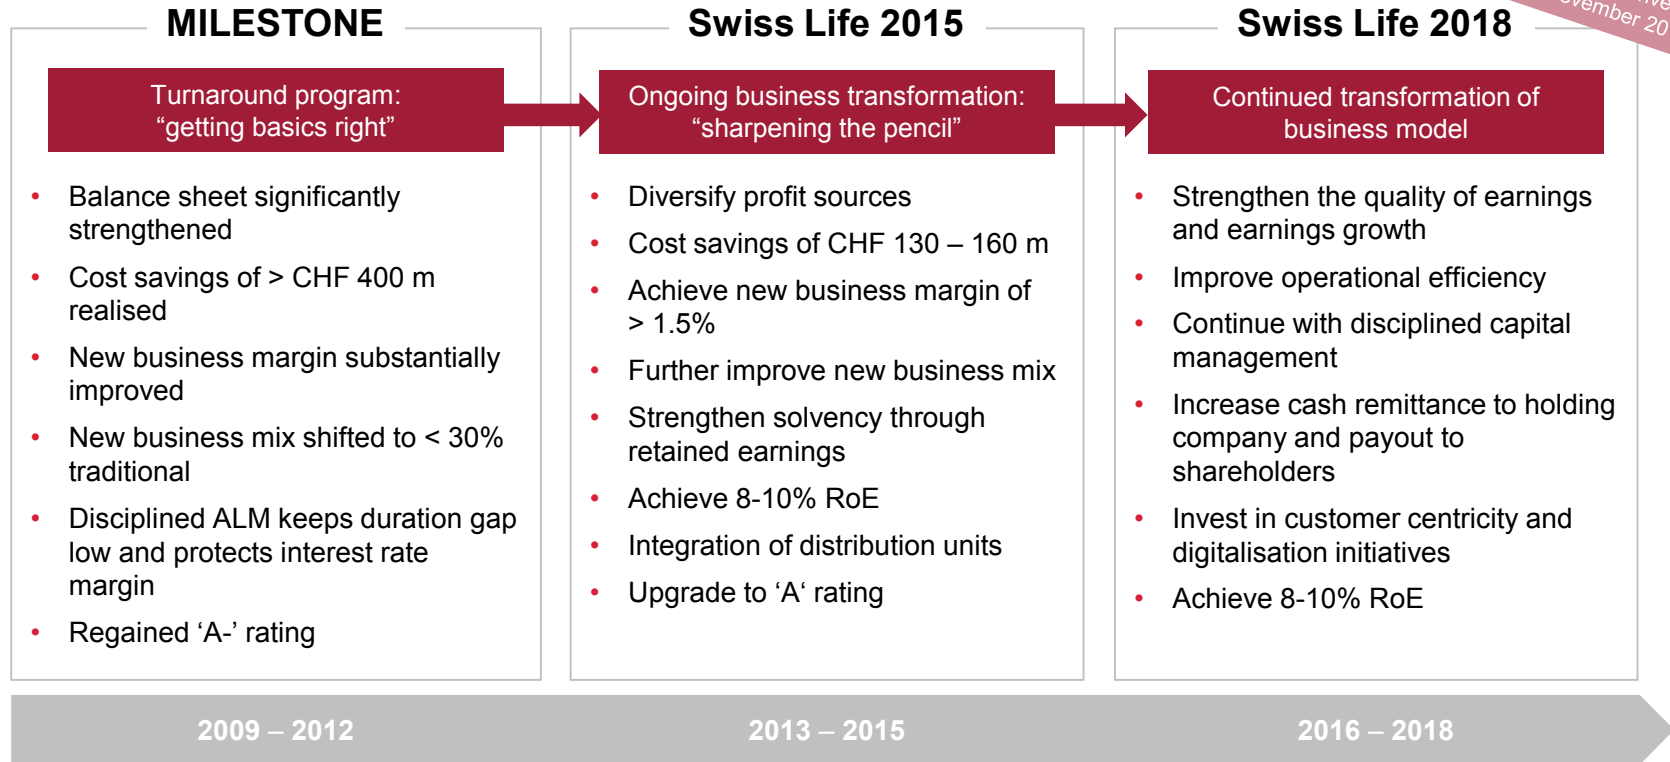 MILESTONE
Turnaround program:
“getting basics right”
• Balance sheet significantly
strengthened
• Cost savings of > CHF 400 m
realised
• New business margin substantially
improved
• New business mix shifted to < 30%
traditional
• Disciplined ALM keeps duration gap
low and protects interest rate
margin
• Regained ‘A-’ rating
2009 – 2012
Swiss Life 2015
Ongoing business transformation:
“sharpening the pencil”
• Diversify profit sources
• Cost savings of CHF 130 – 160 m
• Achieve new business margin of
> 1.5%
• Further improve new business mix
• Strengthen solvency through
retained earnings
• Achieve 8-10% RoE
• Integration of distribution units
• Upgrade to ‘A‘ rating
2013 – 2015
Swiss Life 2018
Continued transformation of
business model
• Strengthen the quality of earnings
and earnings growth
• Improve operational efficiency
• Continue with disciplined capital
management
• Increase cash remittance to holding
company and payout to
shareholders
• Invest in customer centricity and
digitalisation initiatives
• Achieve 8-10% RoE
2016 – 2018